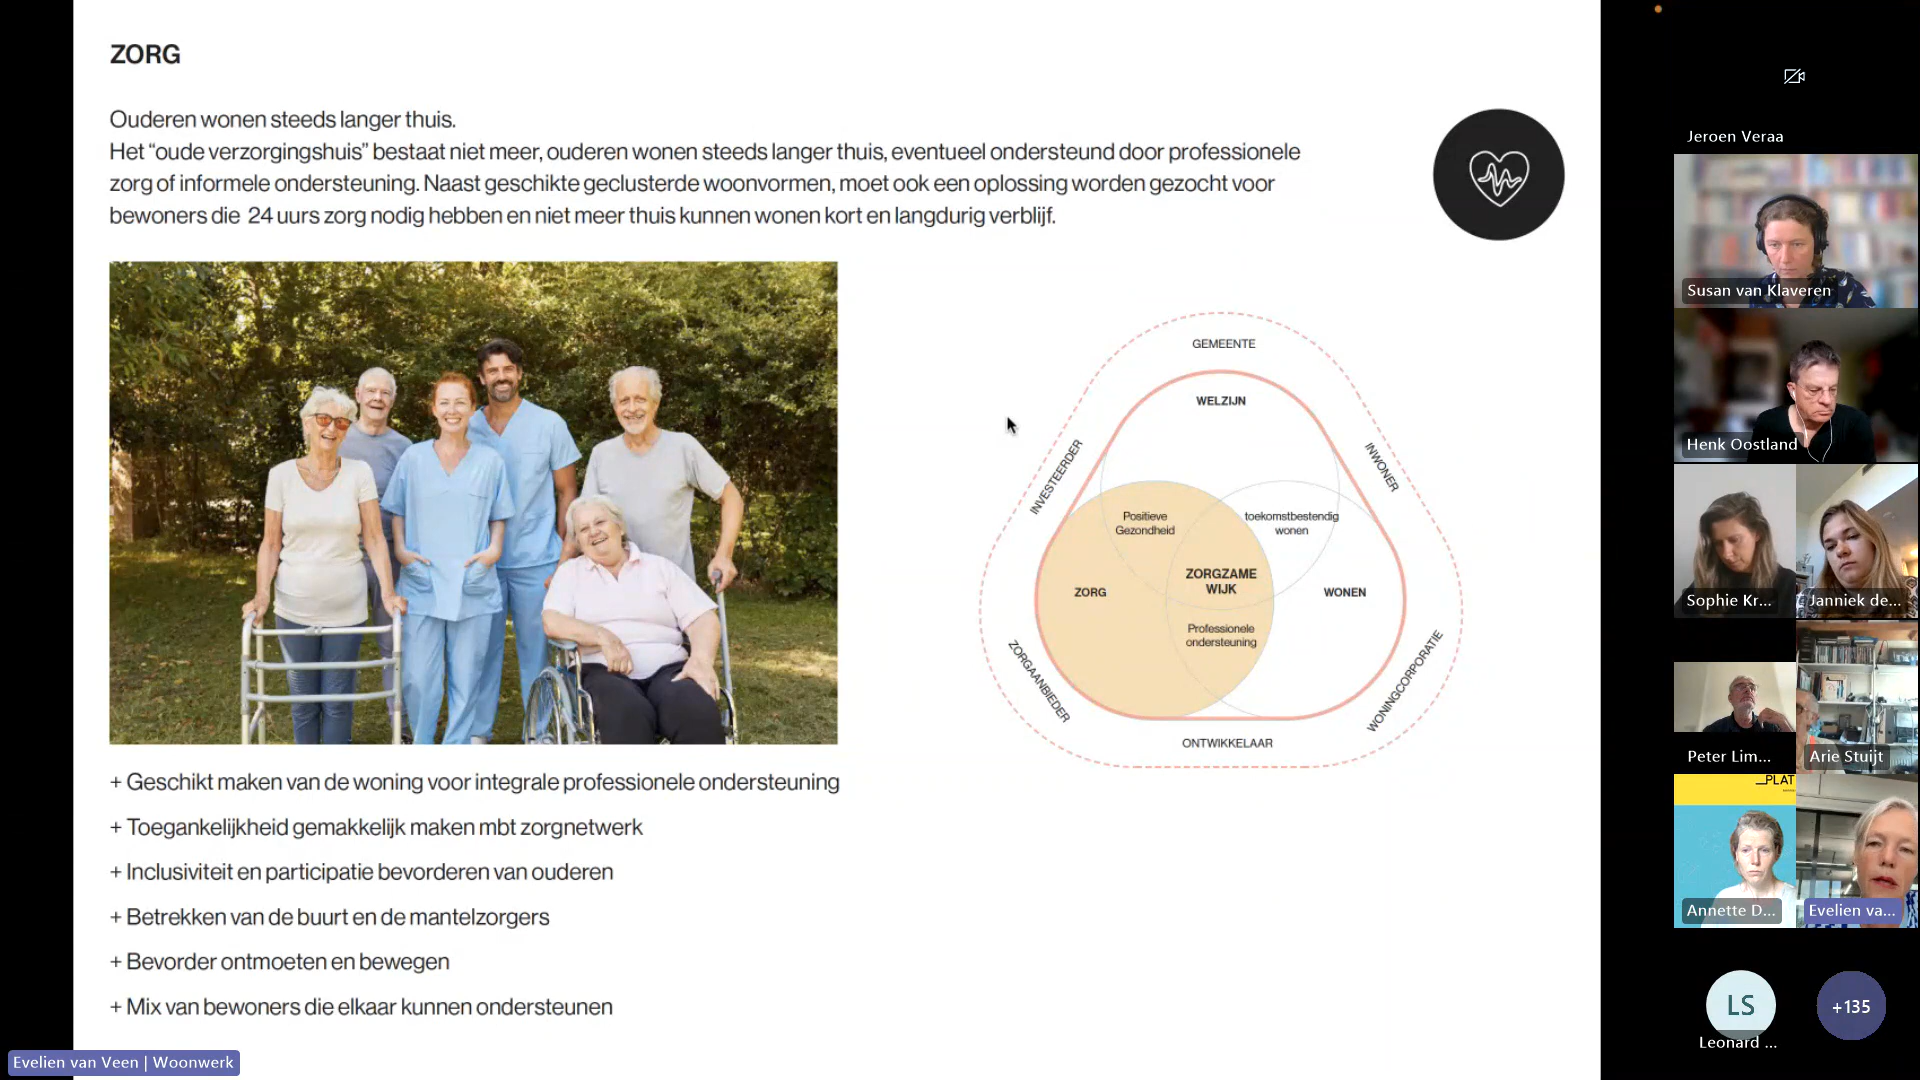 ZORG
Ouderen wonen steeds langer thuis.
Het “oude verzorgingshuis” bestaat niet meer, ouderen wonen steeds langer thuis, eventueel ondersteund door professionele
zorg of informele ondersteuning. Naast geschikte geclusterde woonvormen, moet ook een oplossing worden gezocht voor
bewoners die  24 uurs zorg nodig hebben en niet meer thuis kunnen wonen kort en langdurig verblijf.
GEMEENTE
WELZIJN
INVESTEERDER
INWONER
Positieve
Gezondheid
toekomstbestendig
wonen
ZORG
ZORGZAME
WIJK
WONEN
Professionele
ondersteuning
ZORGAANBIEDER
WONINGCORPORATIE
ONTWIKKELAAR
+ Geschikt maken van de woning voor integrale professionele ondersteuning
+ Toegankelijkheid gemakkelijk maken mbt zorgnetwerk
+ Inclusiviteit en participatie bevorderen van ouderen
+ Betrekken van de buurt en de mantelzorgers
+ Bevorder ontmoeten en bewegen
+ Mix van bewoners die elkaar kunnen ondersteunen
Evelien van Veen | Woonwerk
Jeroen Veraa
Susan van Klaveren
Henk Oostland
Sophie Kr...
Janniek de...
Peter Lim...
Arie Stuijt
_PLAT
Annette D...
Evelien va...
LS
Leonard ...
+135